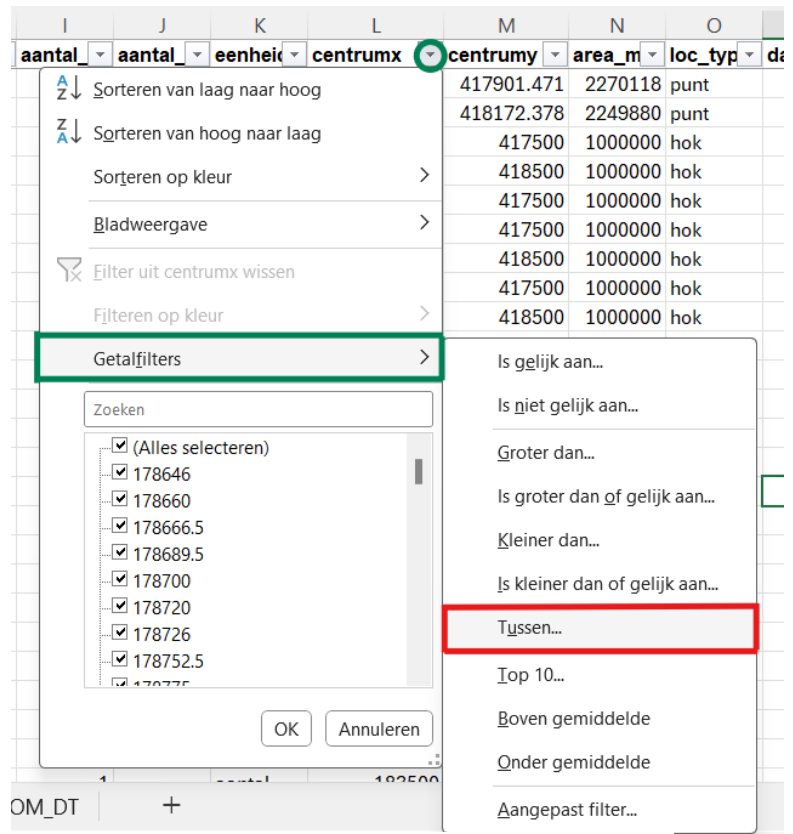 I J K L M N O
aantal_ aantal_ eenheid centrumx centrumy area_m loc_typ da
Sorteren van laag naar hoog
Sorteren van hoog naar laag
Sorteren op kleur
Bladweergave
Filter uit centrumx wissen
Filteren op kleur
Getalfilters
Zoeken
(Alles selecteren)
178646
178660
178666.5
178689.5
178700
178720
178726
178752.5
178775
OK Annuleren
417901.471 2270118 punt
418172.378 2249880 punt
417500 1000000 hok
418500 1000000 hok
417500 1000000 hok
417500 1000000 hok
418500 1000000 hok
417500 1000000 hok
418500 1000000 hok
Is gelijk aan...
Is niet gelijk aan...
Groter dan...
Is groter dan of gelijk aan...
Kleiner dan...
Is kleiner dan of gelijk aan...
Tussen...
Top 10...
Boven gemiddelde
Onder gemiddelde
Aangepast filter...
1 aantal 183500
OM_DT +